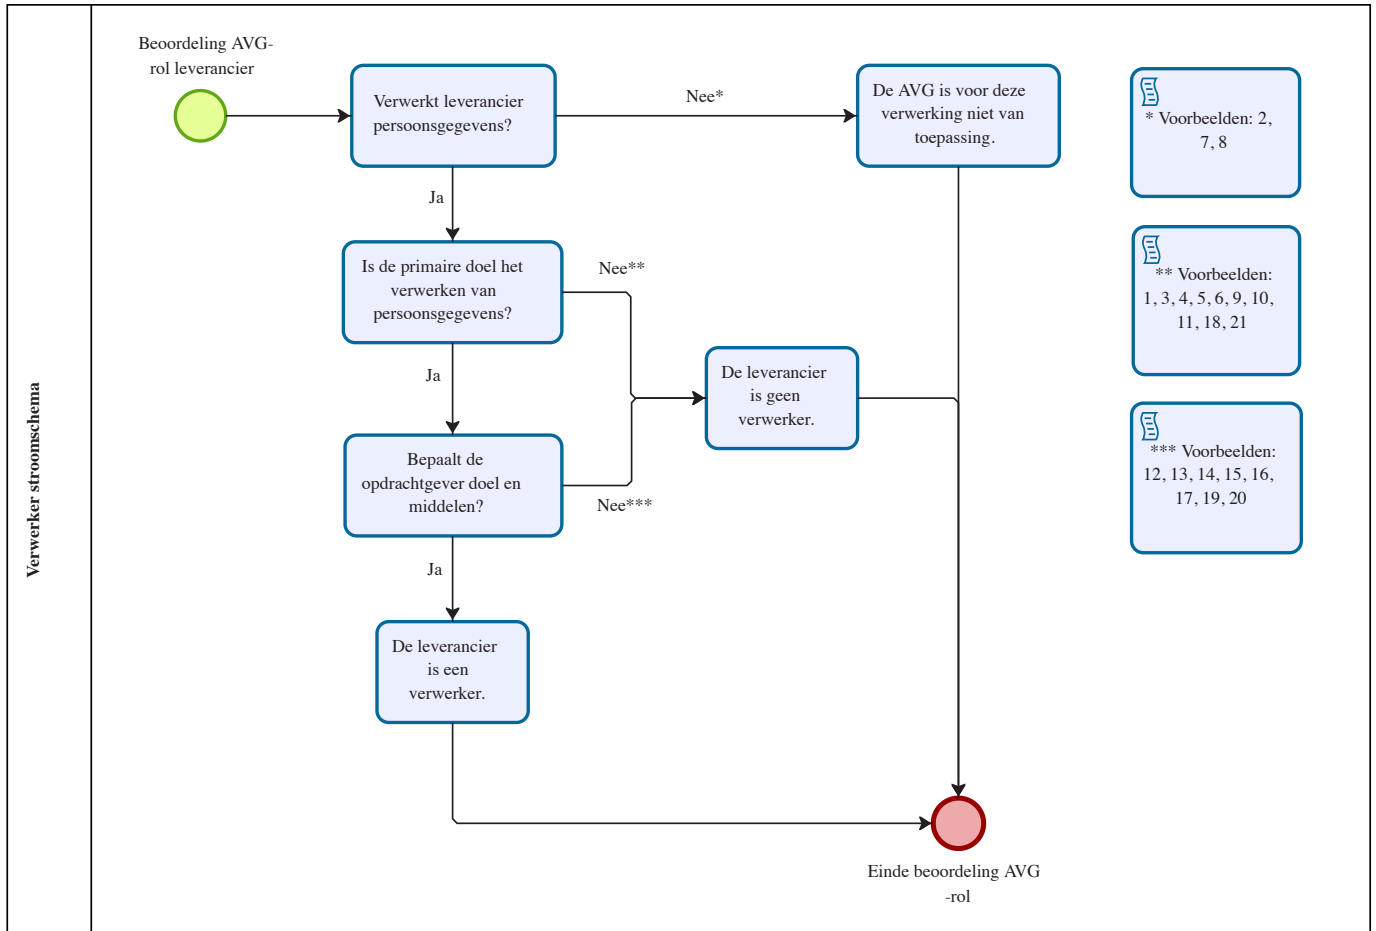 Verwerker stroomschema
Beoordeling AVG-
rol leverancier
Verwerkt leverancier
persoonsgegevens?
Nee*
De AVG is voor deze
verwerking niet van
toepassing.
Ja
Is de primaire doel het
verwerken van
persoonsgegevens?
Nee**
Ja
De leverancier
is geen
verwerker.
Bepaalt de
opdrachtgever doel en
middelen?
Nee***
Ja
De leverancier
is een
verwerker.
Einde beoordeling AVG
-rol
* Voorbeelden: 2,
7, 8
** Voorbeelden:
1, 3, 4, 5, 6, 9, 10,
11, 18, 21
*** Voorbeelden:
12, 13, 14, 15, 16,
17, 19, 20